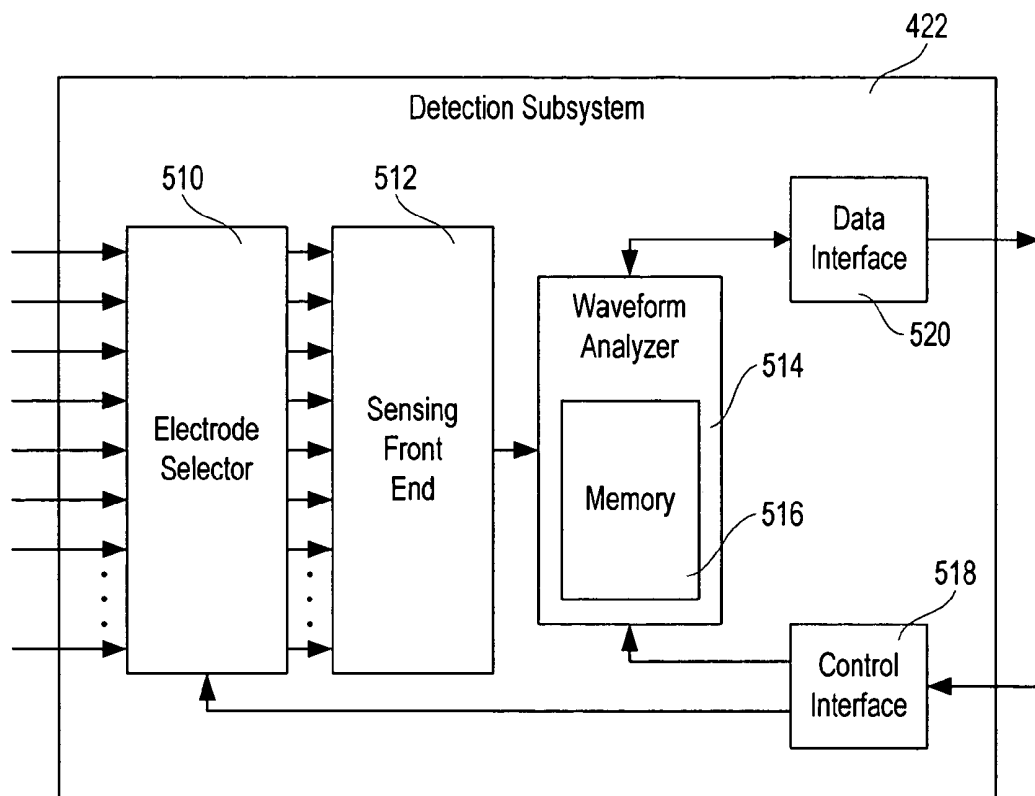 422
Detection Subsystem
510
512
Data
Interface
520
Waveform
Analyzer
514
Electrode
Selector
Sensing
Front
End
Memory
516
518
Control
Interface